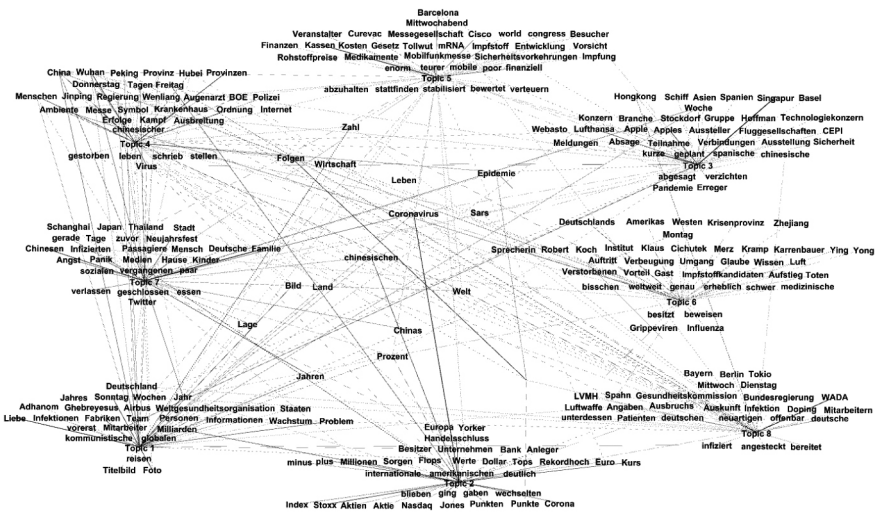 Barcelona
Mittwochabend
Veranstalter Curevac Messegesellschaft Cisco world congress Besucher
Finanzen Kassen Kosten Gesetz Tollwut mRNA Impfstoff Entwicklung Vorsicht
Rohstoffpreise Medikamente Mobilfunkmesse Sicherheitsvorkehrungen Impfung
enorm teurer mobile poor finanziell
Topic 5
abzuhalten stattfinden stabilisiert bewertet verteuern
China Wuhan Peking Provinz Hubei Provinzen
Donnerstag Tagen Freitag
Menschen Jinping Regierung Wenliang Augenarzt BOE Polizei
Ambiente Messe Symbol Krankenhaus Ordnung Internet
Erfolge Kampf Ausbreitung
chinesischer
Topic 4
gestorben leben schrieb stellen
Virus
Hongkong Schiff Asien Spanien Singapur Basel
Woche
Konzern Branche Stockdorf Gruppe Hoffman Technologiekonzern
Webasto Lufthansa Apple Apples Aussteller Fluggesellschaften CEPI
Meldungen Absage Teilnahme Verbindungen Ausstellung Sicherheit
kurze geplant spanische chinesische
Topic 3
abgesagt verzichten
Pandemie Erreger
Zahl
Folgen
Wirtschaft
Leben
Epidemie
Coronavirus
Sars
chinesischen
Bild
Land
Welt
Lage
Chinas
Prozent
Jahren
Schanghai Japan Thailand Stadt
gerade Tage zuvor Neujahrsfest
Chinesen Infizierten Passagiere Mensch Deutsche Familie
Angst Panik Medien Hause Kinder
sozialen vergangenen paar
Topic 7
verlassen geschlossen essen
Twitter
Deutschlands Amerikas Westen Krisenprovinz Zhejiang
Montag
Sprecherin Robert Koch Institut Klaus Cichutek Merz Kramp Karrenbauer Ying Yong
Auftritt Verbeugung Umgang Glaube Wissen Luft
Verstorbenen Vorteil Gast Impfstoffkandidaten Aufstieg Toten
bisschen weltweit genau erheblich schwer medizinische
Topic 6
besitzt beweisen
Grippeviren Influenza
Deutschland
Jahres Sonntag Wochen Jahr
Adhanom Ghebreyesus Airbus Weltgesundheitsorganisation Staaten
Liebe Infektionen Fabriken Team Personen Informationen Wachstum Problem
vorerst Mitarbeiter Milliarden
kommunistische globalen
Topic 1
reisen
Titelbild Foto
Europa Yorker
Handelsschluss
Besitzer Unternehmen Bank Anleger
minus plus Millionen Sorgen Flops Werte Dollar Tops Rekordhoch Euro Kurs
internationale amerikanischen deutlich
Topic 2
blieben ging gaben wechselten
Index Stoxx Aktien Aktie Nasdaq Jones Punkten Punkte Corona
Bayern Berlin Tokio
Mittwoch Dienstag
LVMH Spahn Gesundheitskommission Bundesregierung WADA
Luftwaffe Angaben Ausbruchs Auskunft Infektion Doping Mitarbeitern
unterdessen Patienten deutschen neuartigen offenbar deutsche
Topic 8
infiziert angesteckt bereitet